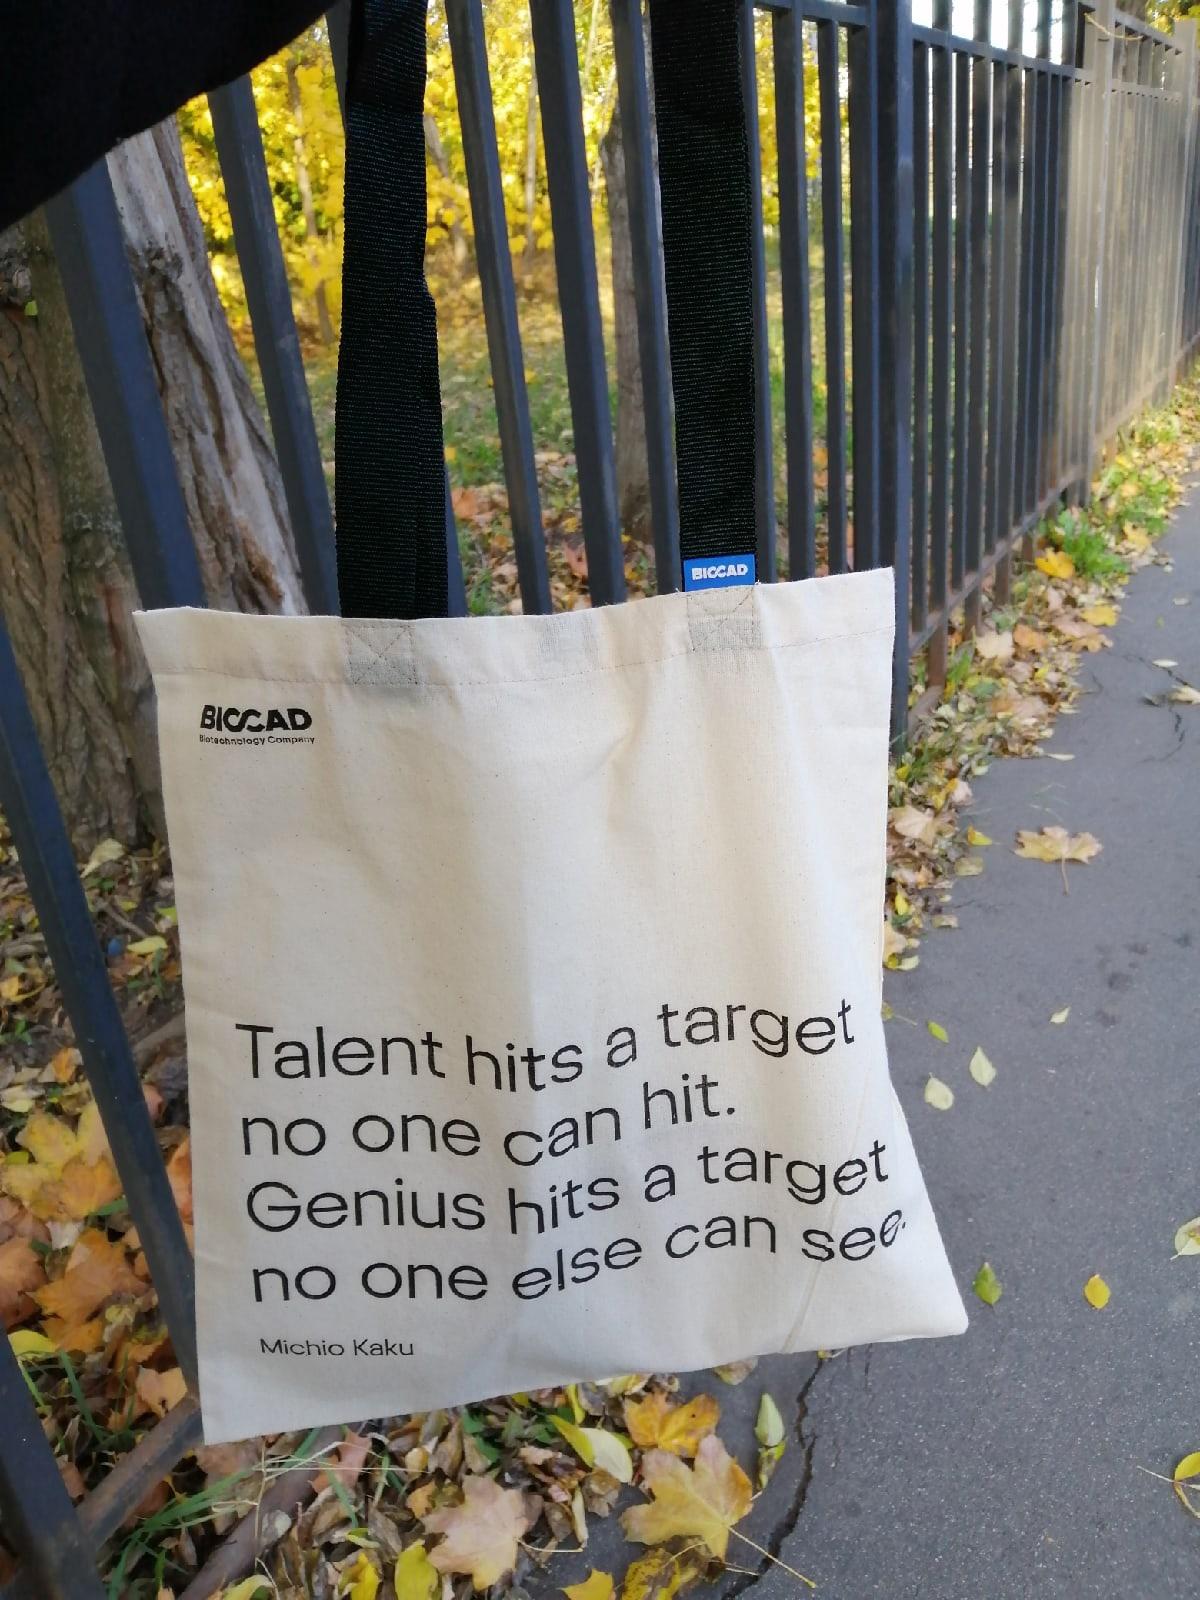 BIOCAD
BIOCAD
Biotechnology Company
Talent hits a target
no one can hit.
Genius hits a target
no one else can see.
Michio Kaku